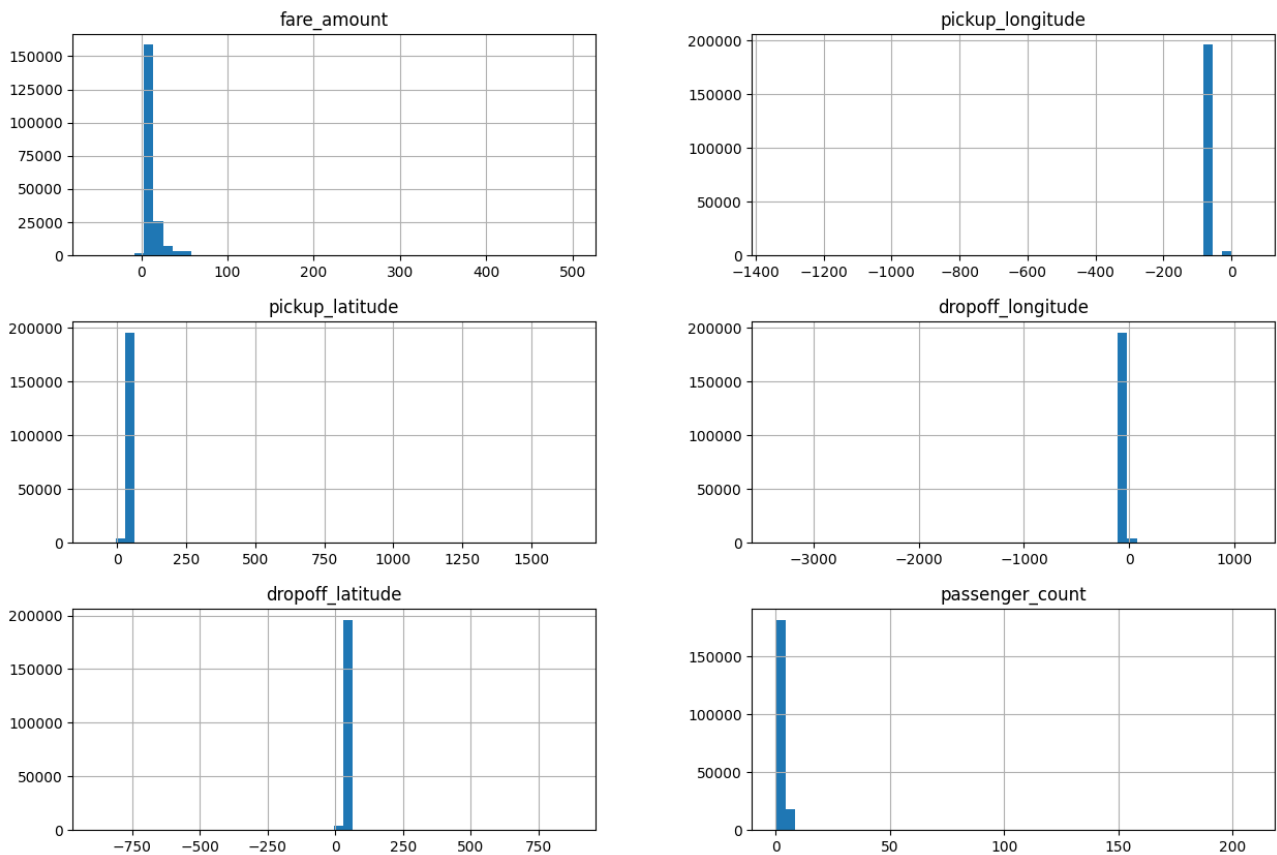 fare_amount
150000
125000
100000
75000
50000
25000
0
0 100 200 300 400 500
pickup_longitude
200000
150000
100000
50000
0
−1400 −1200 −1000 −800 −600 −400 −200 0
pickup_latitude
200000
150000
100000
50000
0
0 250 500 750 1000 1250 1500
dropoff_longitude
200000
150000
100000
50000
0
−3000 −2000 −1000 0 1000
dropoff_latitude
200000
150000
100000
50000
0
−750 −500 −250 0 250 500 750
passenger_count
150000
100000
50000
0
0 50 100 150 200